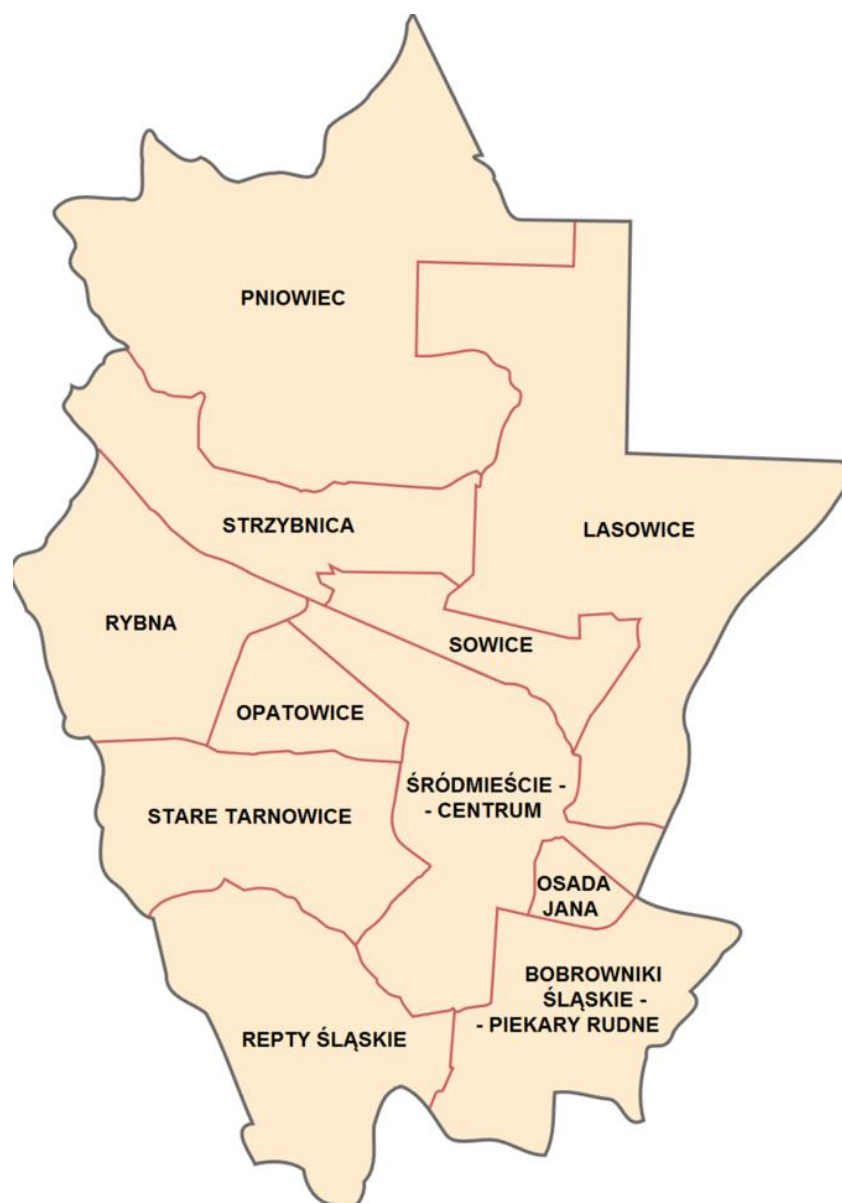 PNIOWIEC
STRZYBNICA
LASOWICE
RYBNA
SOWICE
OPATOWICE
ŚRÓDMIEŚCIE -
- CENTRUM
STARE TARNOWICE
OSADA
JANA
BOBROWNIKI
ŚLĄSKIE -
- PIEKARY RUDNE
REPTY ŚLĄSKIE